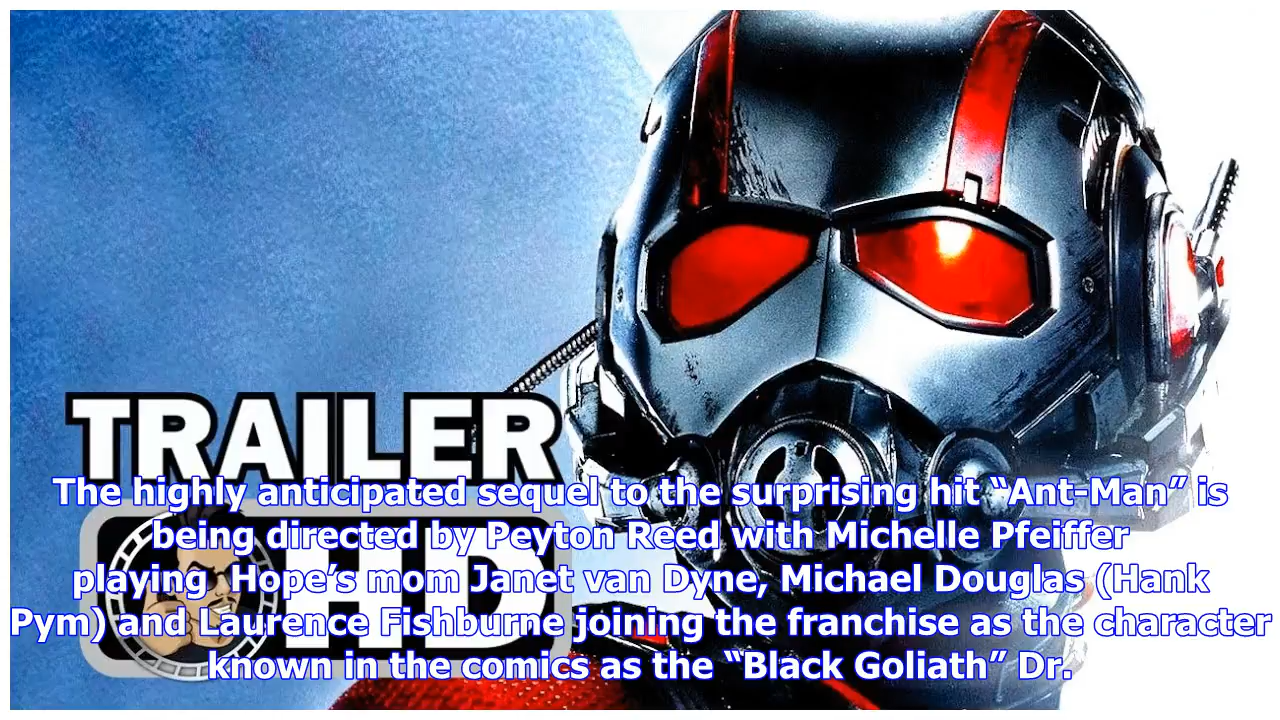 TRAILER
The highly anticipated sequel to the surprising hit “Ant-Man” is
being directed by Peyton Reed with Michelle Pfeiffer
playing  Hope’s mom Janet van Dyne, Michael Douglas (Hank
Pym) and Laurence Fishburne joining the franchise as the character
known in the comics as the “Black Goliath” Dr.
HD